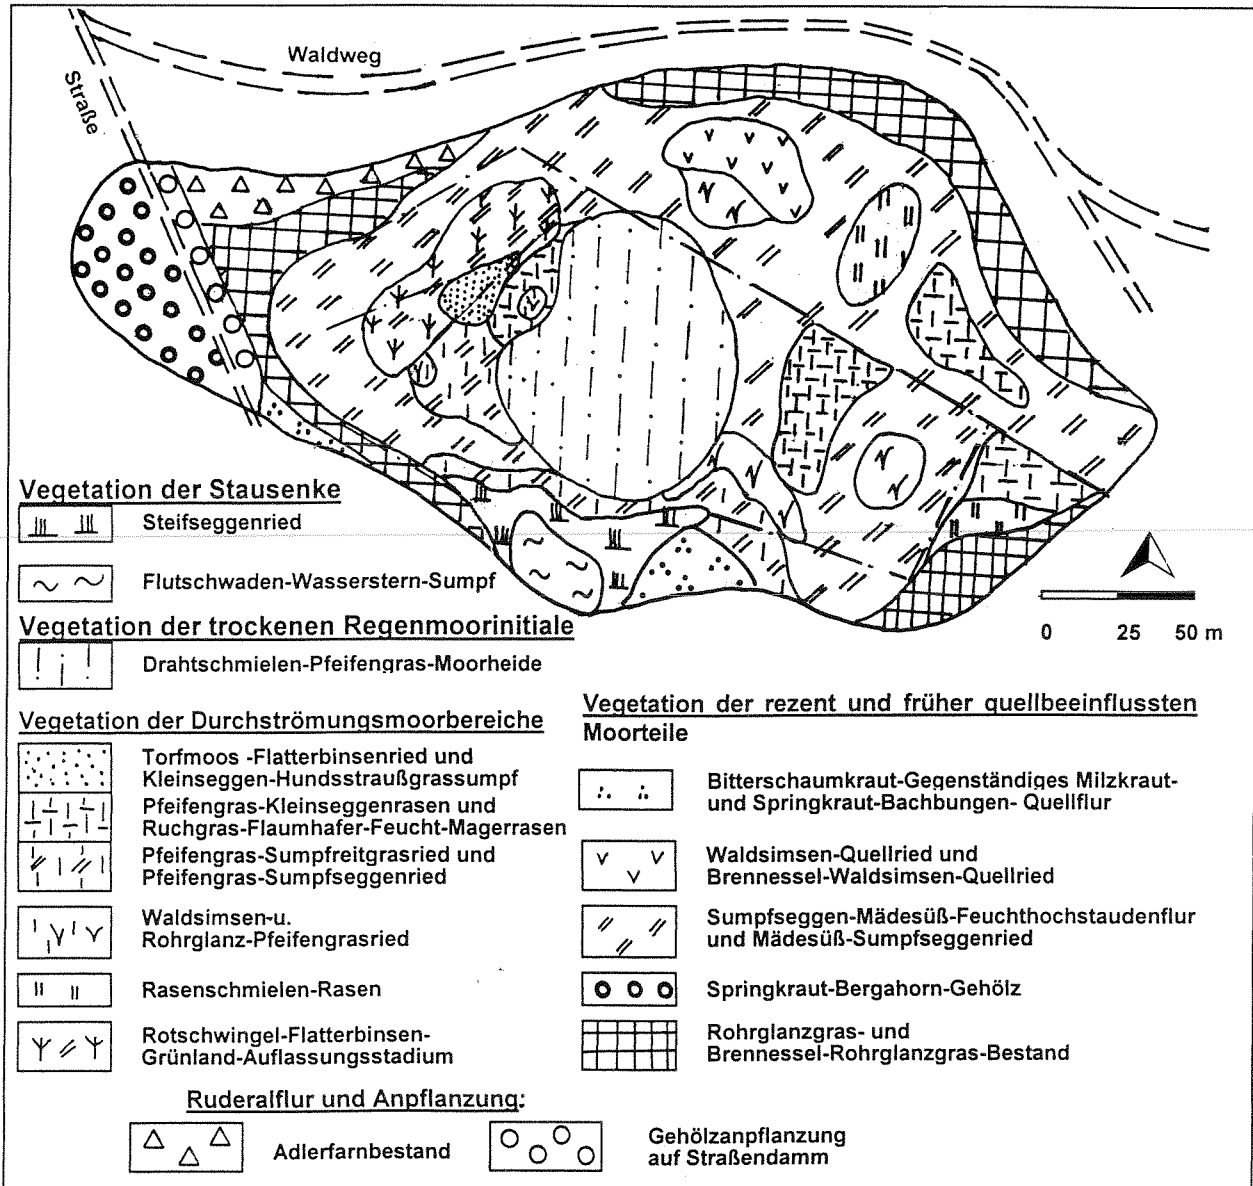 Waldweg
Straße
Vegetation der Stausenke
Steifseggenried
Flutschwaden-Wasserstern-Sumpf
Vegetation der trockenen Regenmoorinitiale
Drahtschmielen-Pfeifengras-Moorheide
0 25 50 m
Vegetation der Durchströmungsmoorbereiche
Torfmoos -Flatterbinsenried und
Kleinseggen-Hundsstraußgrassumpf
Pfeifengras-Kleinseggenrasen und
Ruchgras-Flaumhafer-Feucht-Magerrasen
Pfeifengras-Sumpfreitgrasried und
Pfeifengras-Sumpfseggenried
Waldsimsen-u.
Rohrglanz-Pfeifengrasried
Rasenschmielen-Rasen
Rotschwingel-Flatterbinsen-
Grünland-Auflassungsstadium
Vegetation der rezent und früher quellbeeinflussten
Moorteile
Bitterschaumkraut-Gegenständiges Milzkraut-
und Springkraut-Bachbungen- Quellflur
Waldsimsen-Quellried und
Brennessel-Waldsimsen-Quellried
Sumpfseggen-Mädesüß-Feuchthochstaudenflur
und Mädesüß-Sumpfseggenried
Springkraut-Bergahorn-Gehölz
Rohrglanzgras- und
Brennessel-Rohrglanzgras-Bestand
Ruderalflur und Anpflanzung:
Adlerfarnbestand
Gehölzanpflanzung
auf Straßendamm